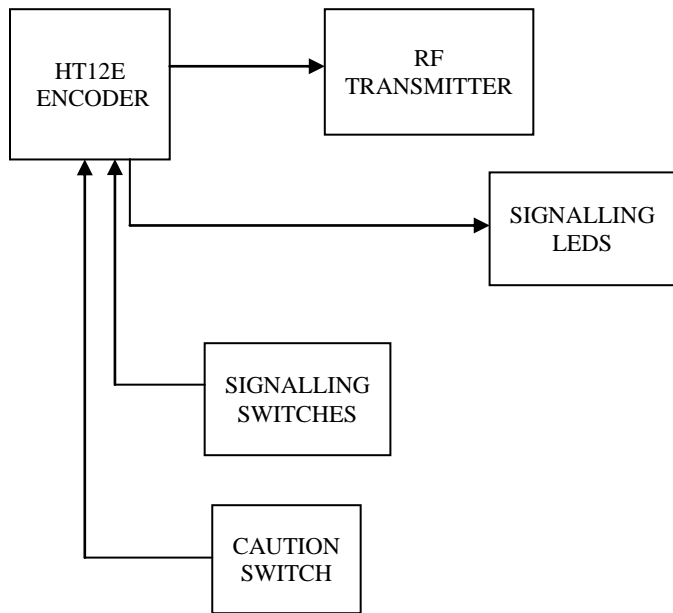 HT12E
ENCODER
RF
TRANSMITTER
SIGNALLING
LEDS
SIGNALLING
SWITCHES
CAUTION
SWITCH